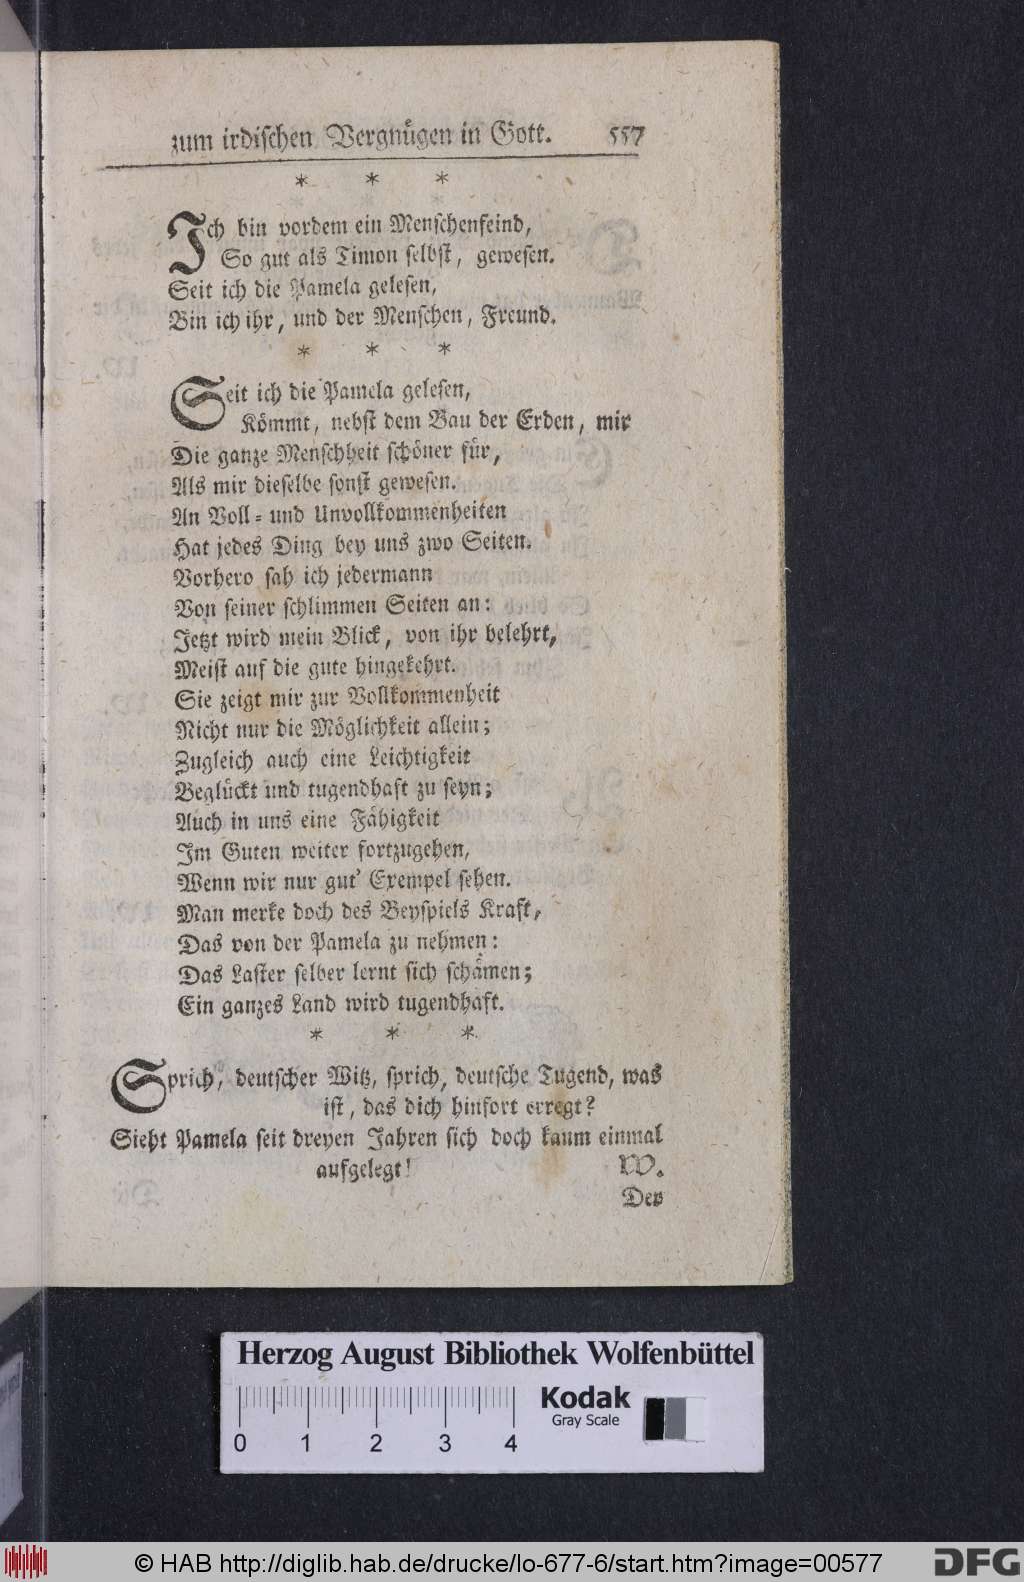 zum irdischen Vergnügen in Gott. 557
* * *
Ich bin vordem ein Menschenfeind,
So gut als Timon selbst, gewesen.
Seit ich die Pamela gelesen,
Bin ich ihr, und der Menschen, Freund.
* * *
Seit ich die Pamela gelesen,
Kömmt, nebst dem Bau der Erden, mir
Die ganze Menschheit schöner für,
Als mir dieselbe sonst gewesen.
An Voll- und Unvollkommenheiten
Hat jedes Ding bey uns zwo Seiten.
Vorhero sah ich jedermann
Von seiner schlimmen Seiten an:
Jetzt wird mein Blick, von ihr belehrt,
Meist auf die gute hingekehrt.
Sie zeigt mir zur Vollkommenheit
Nicht nur die Möglichkeit allein;
Zugleich auch eine Leichtigkeit
Beglückt und tugendhaft zu seyn;
Auch in uns eine Fähigkeit
Im Guten weiter fortzugehen,
Wenn wir nur gut' Exempel sehen.
Man merke doch des Beyspiels Kraft,
Das von der Pamela zu nehmen:
Das Laster selber lernt sich schämen;
Ein ganzes Land wird tugendhaft.
* * *
Sprich, deutscher Witz, sprich, deutsche Tugend, was
ist, das dich hinfort erregt?
Sieht Pamela seit dreyen Jahren sich doch kaum einmal
aufgelegt! W.
Der
Herzog August Bibliothek Wolfenbüttel
Kodak
Gray Scale
0 1 2 3 4
© HAB http://diglib.hab.de/drucke/lo-677-6/start.htm?image=00577 DFG